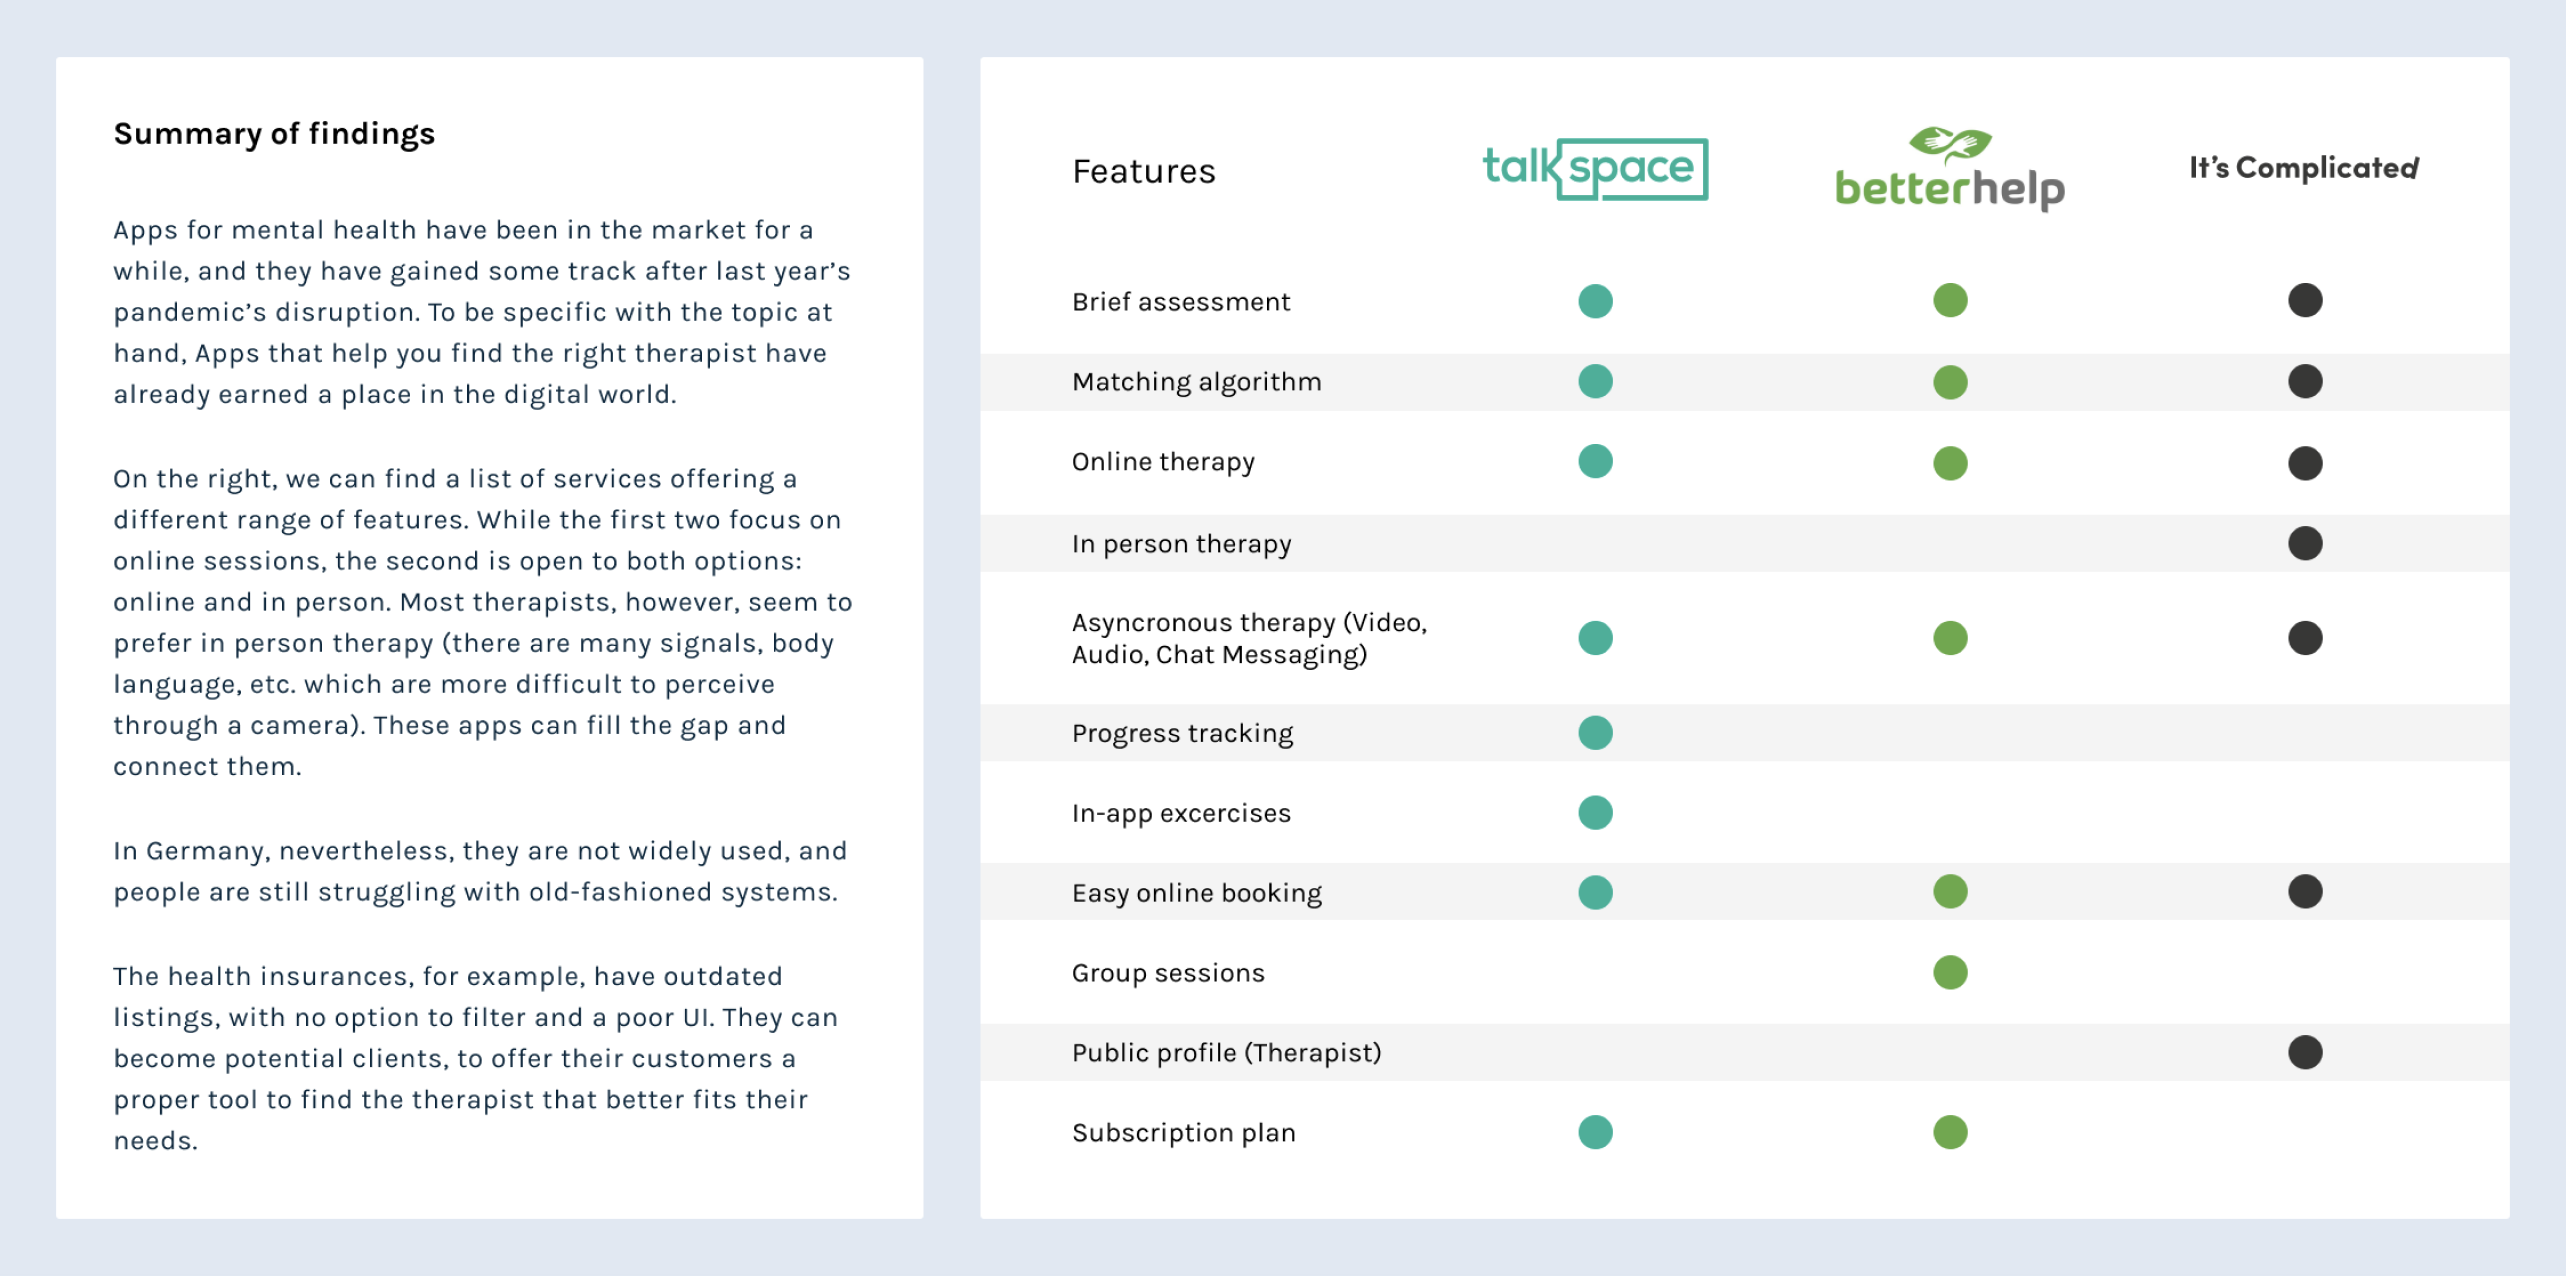 Summary of findings
Apps for mental health have been in the market for a
while, and they have gained some track after last year’s
pandemic’s disruption. To be specific with the topic at
hand, Apps that help you find the right therapist have
already earned a place in the digital world.
On the right, we can find a list of services offering a
different range of features. While the first two focus on
online sessions, the second is open to both options:
online and in person. Most therapists, however, seem to
prefer in person therapy (there are many signals, body
language, etc. which are more difficult to perceive
through a camera). These apps can fill the gap and
connect them.
In Germany, nevertheless, they are not widely used, and
people are still struggling with old-fashioned systems.
The health insurances, for example, have outdated
listings, with no option to filter and a poor UI. They can
become potential clients, to offer their customers a
proper tool to find the therapist that better fits their
needs.
Features
talkspace
betterhelp
It’s Complicated
Brief assessment
Matching algorithm
Online therapy
In person therapy
Asyncronous therapy (Video,
Audio, Chat Messaging)
Progress tracking
In-app excercises
Easy online booking
Group sessions
Public profile (Therapist)
Subscription plan